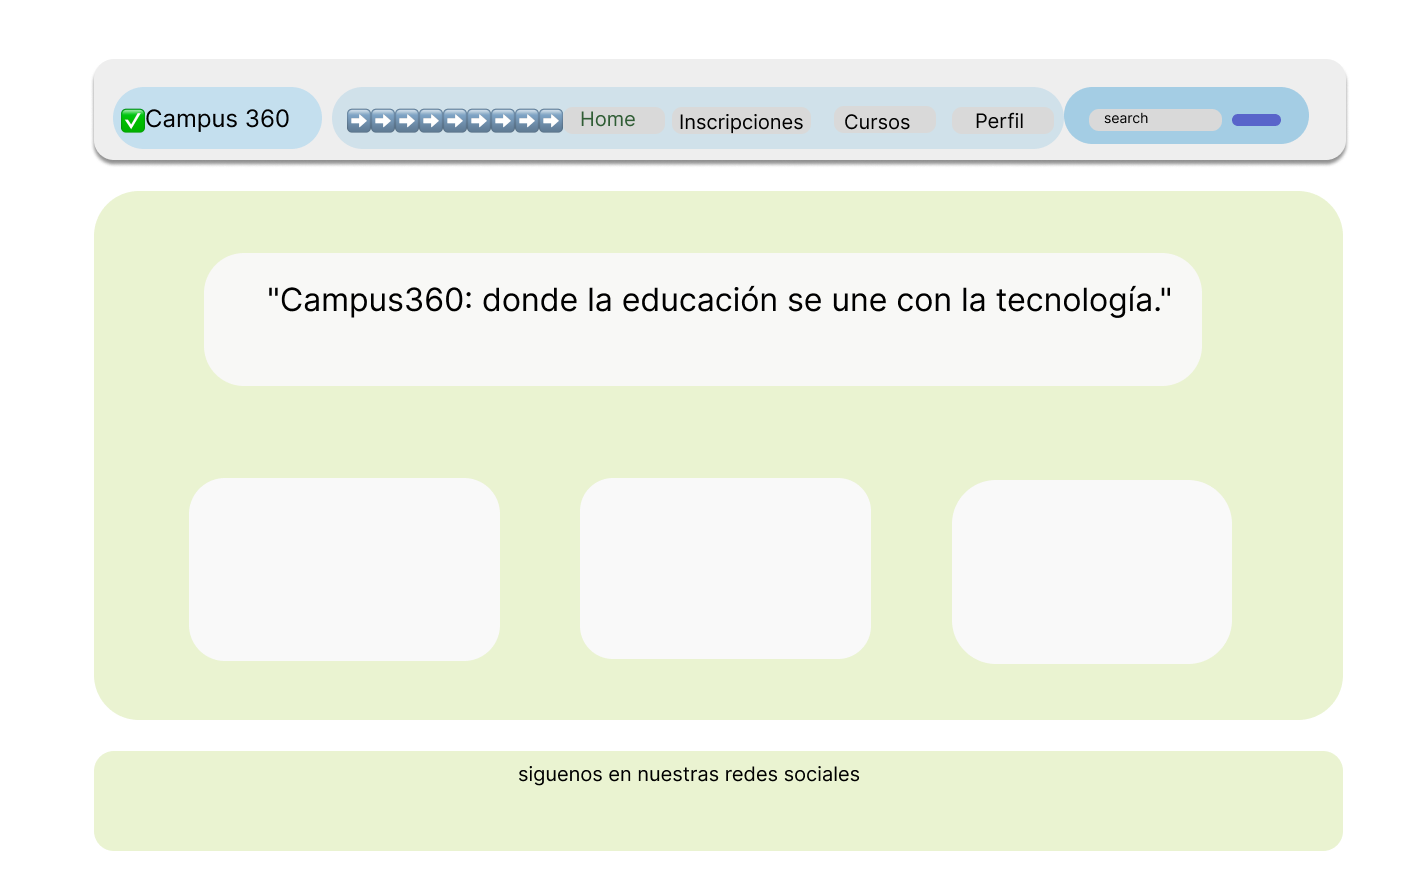 ✅Campus 360
➡️➡️➡️➡️➡️➡️➡️➡️➡️ Home Inscripciones Cursos Perfil
search
"Campus360: donde la educación se une con la tecnología."
siguenos en nuestras redes sociales